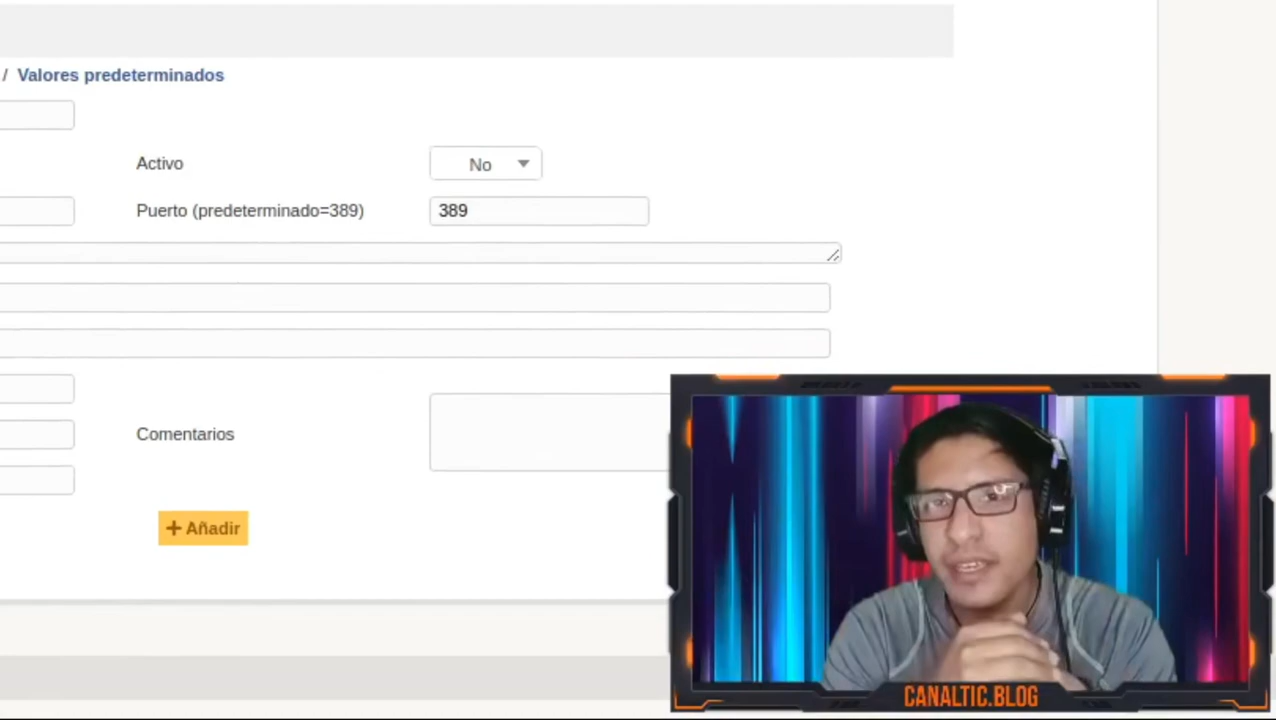 / Valores predeterminados
Activo
No
Puerto (predeterminado=389)
389
Comentarios
+ Añadir
CANALTIC.BLOG